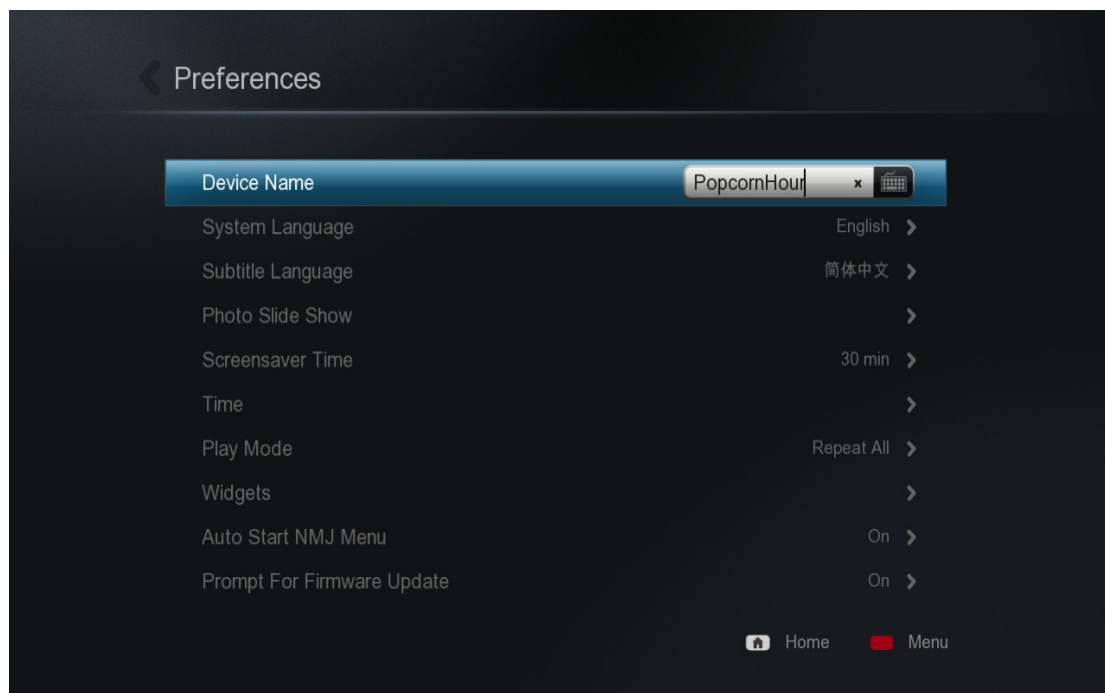 Preferences
Device Name PopcornHour x
System Language English
Subtitle Language 简体中文
Photo Slide Show
Screensaver Time 30 min
Time
Play Mode Repeat All
Widgets
Auto Start NMJ Menu On
Prompt For Firmware Update On
Home Menu